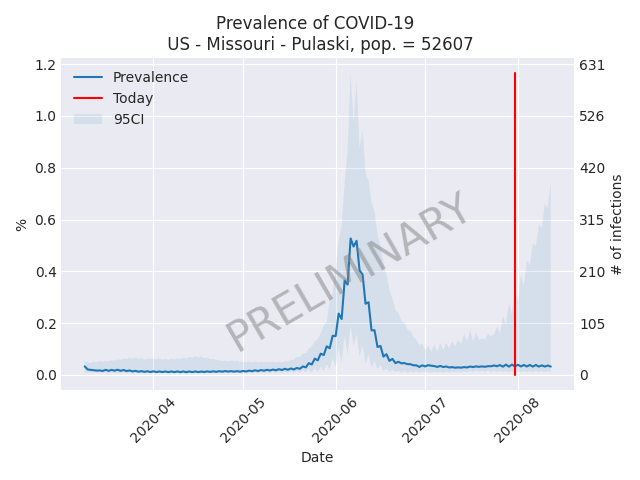 Prevalence of COVID-19
US - Missouri - Pulaski, pop. = 52607
Prevalence
Today
95CI
PRELIMINARY
1.2
1.0
0.8
0.6
0.4
0.2
0.0
%
631
526
420
315
210
105
0
# of infections
2020-04
2020-05
2020-06
2020-07
2020-08
Date